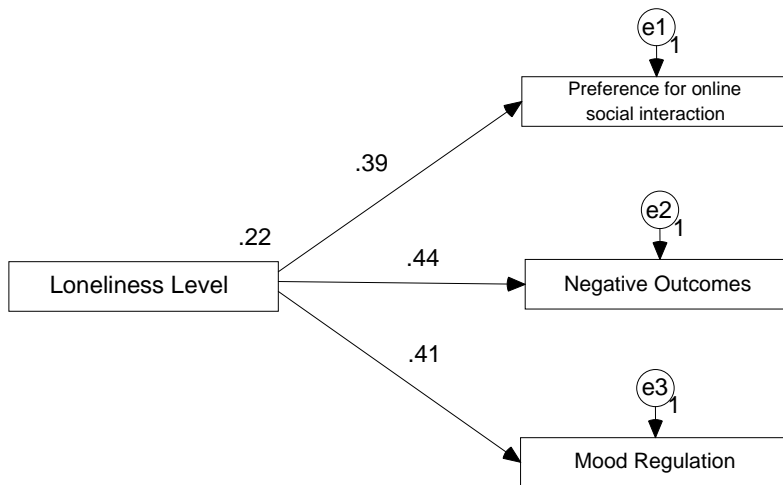 e1
1
Preference for online
social interaction
.39
.22
e2
1
.44
Loneliness Level
Negative Outcomes
.41
e3
1
Mood Regulation